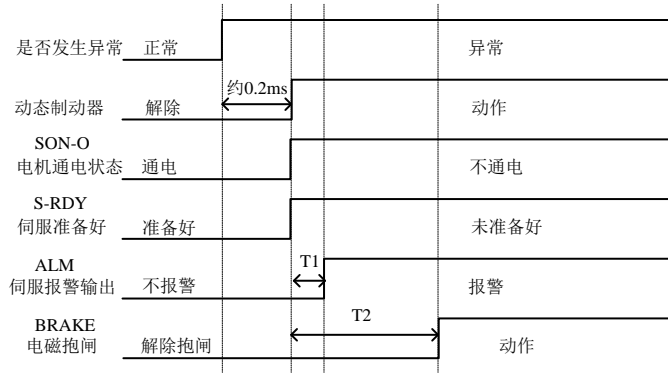 是否发生异常 正常 异常
约0.2ms
动态制动器 解除 动作
SON-O
电机通电状态 通电 不通电
S-RDY
伺服准备好 准备好 未准备好
ALM T1
伺服报警输出 不报警 报警
BRAKE T2
电磁抱闸 解除抱闸 动作